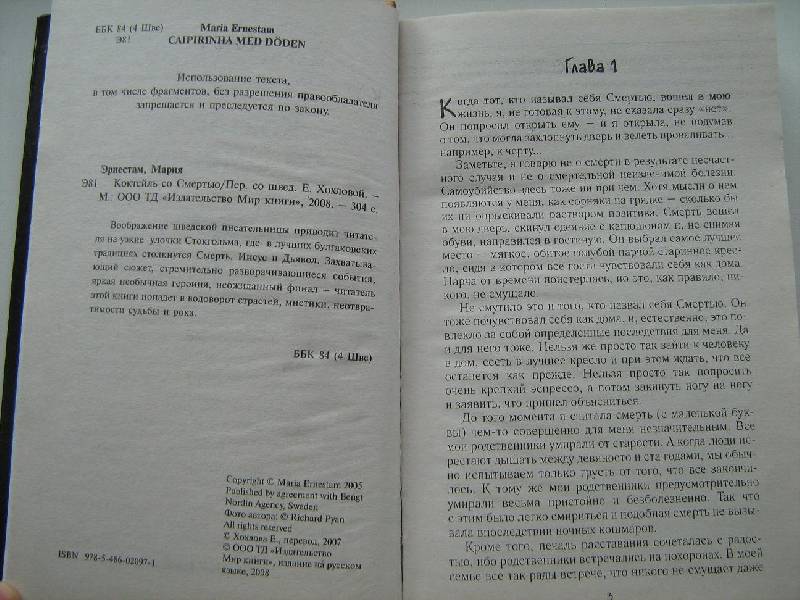 ББК 84 (4 Шве)
Э81
Maria Ernestam
CAIPIRINHA MED DÖDEN
Использование текста,
в том числе фрагментов, без разрешения правообладателя
запрещается и преследуется по закону.
Эрнестам, Мария
Э81 Коктейль со Смертью/Пер. со швед. Е. Хохловой. –
М.: ООО ТД «Издательство Мир книги», 2008. – 304 с.
Воображение шведской писательницы приводит читате-
ля на узкие улочки Стокгольма, где в лучших булгаковских
традициях столкнутся Смерть, Иисус и Дьявол. Захватыва-
ющий сюжет, стремительно разворачивающиеся события,
яркая необычная героиня, неожиданный финал – читатель
этой книги попадет в водоворот страстей, мистики, неотвра-
тимости судьбы и рока.
ББК 84 (4 Шве)
Copyright © Maria Ernestam 2005
Published by agreement with Bengt
Nordin Agency, Sweden
Фото автора: © Richard Ryan
All rights reserved
© Хохлова Е., перевод, 2007
© ООО ТД «Издательство
Мир книги», издание на русском
языке, 2008
ISBN 978-5-486-02097-1
Глава 1
Когда тот, кто называл себя Смертью, вошел в мою
жизнь, я, не готовая к этому, не сказала сразу «нет».
Он попросил открыть ему – и я открыла, не подумав
о том, что могла захлопнуть дверь и велеть проваливать...
например, к черту...
Заметьте, я говорю не о смерти в результате несчаст-
ного случая и не о смертельной неизлечимой болезни.
Самоубийство здесь тоже ни при чем. Хотя мысли о нем
появляются у меня, как сорняки на грядке – сколько бы
их ни опрыскивали раствором ядовитым. Смерть вошел
в мою дверь, скинул одеяние с капюшоном и, не снимая
обуви, направился в гостиную. Он выбрал самое лучшее
место – мягкое, обитое голубой парчой старинное крес-
ло, сидя в котором все гости чувствовали себя как дома.
Парча от времени поистерлась, но это, как правило, ни-
кого, не смущало.
Не смутило это и того, кто назвал себя Смертью. Он
тоже почувствовал себя как дома, и, естественно, это по-
влекло за собой определенные последствия для меня. Да
и для него тоже. Нельзя же просто так зайти к человеку
в дом, сесть в лучшее кресло и при этом ждать, что все
останется как прежде. Нельзя просто так попросить
очень крепкий эспрессо, а потом закинуть ногу на ногу
и заявить, что пришел объясниться.
До того момента я считала смерть (с маленькой бук-
вы) чем-то совершенно для меня незначительным. Все
мои родственники умирали от старости. А когда люди пе-
рестают дышать между девяносто и ста годами, мы обыч-
но испытываем только грусть от того, что все закончи-
лось. К тому же мои родственники предусмотрительно
умирали весьма пристойно и безболезненно. Так что
с этим было легко смириться и подобная смерть не вызы-
вала впоследствии ночных кошмаров.
Кроме того, печаль расставания сочеталась с радос-
тью, ибо родственники встречались на похоронах. В моей
семье все так рады встрече, что никого не смущает даже
3